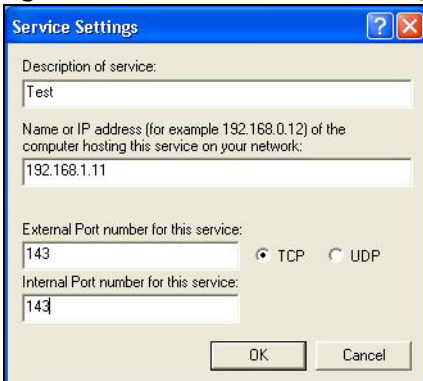 Service Settings
Description of service:
Test
Name or IP address (for example 192.168.0.12) of the
computer hosting this service on your network:
192.168.1.11
External Port number for this service:
143
TCP
UDP
Internal Port number for this service:
143
OK
Cancel